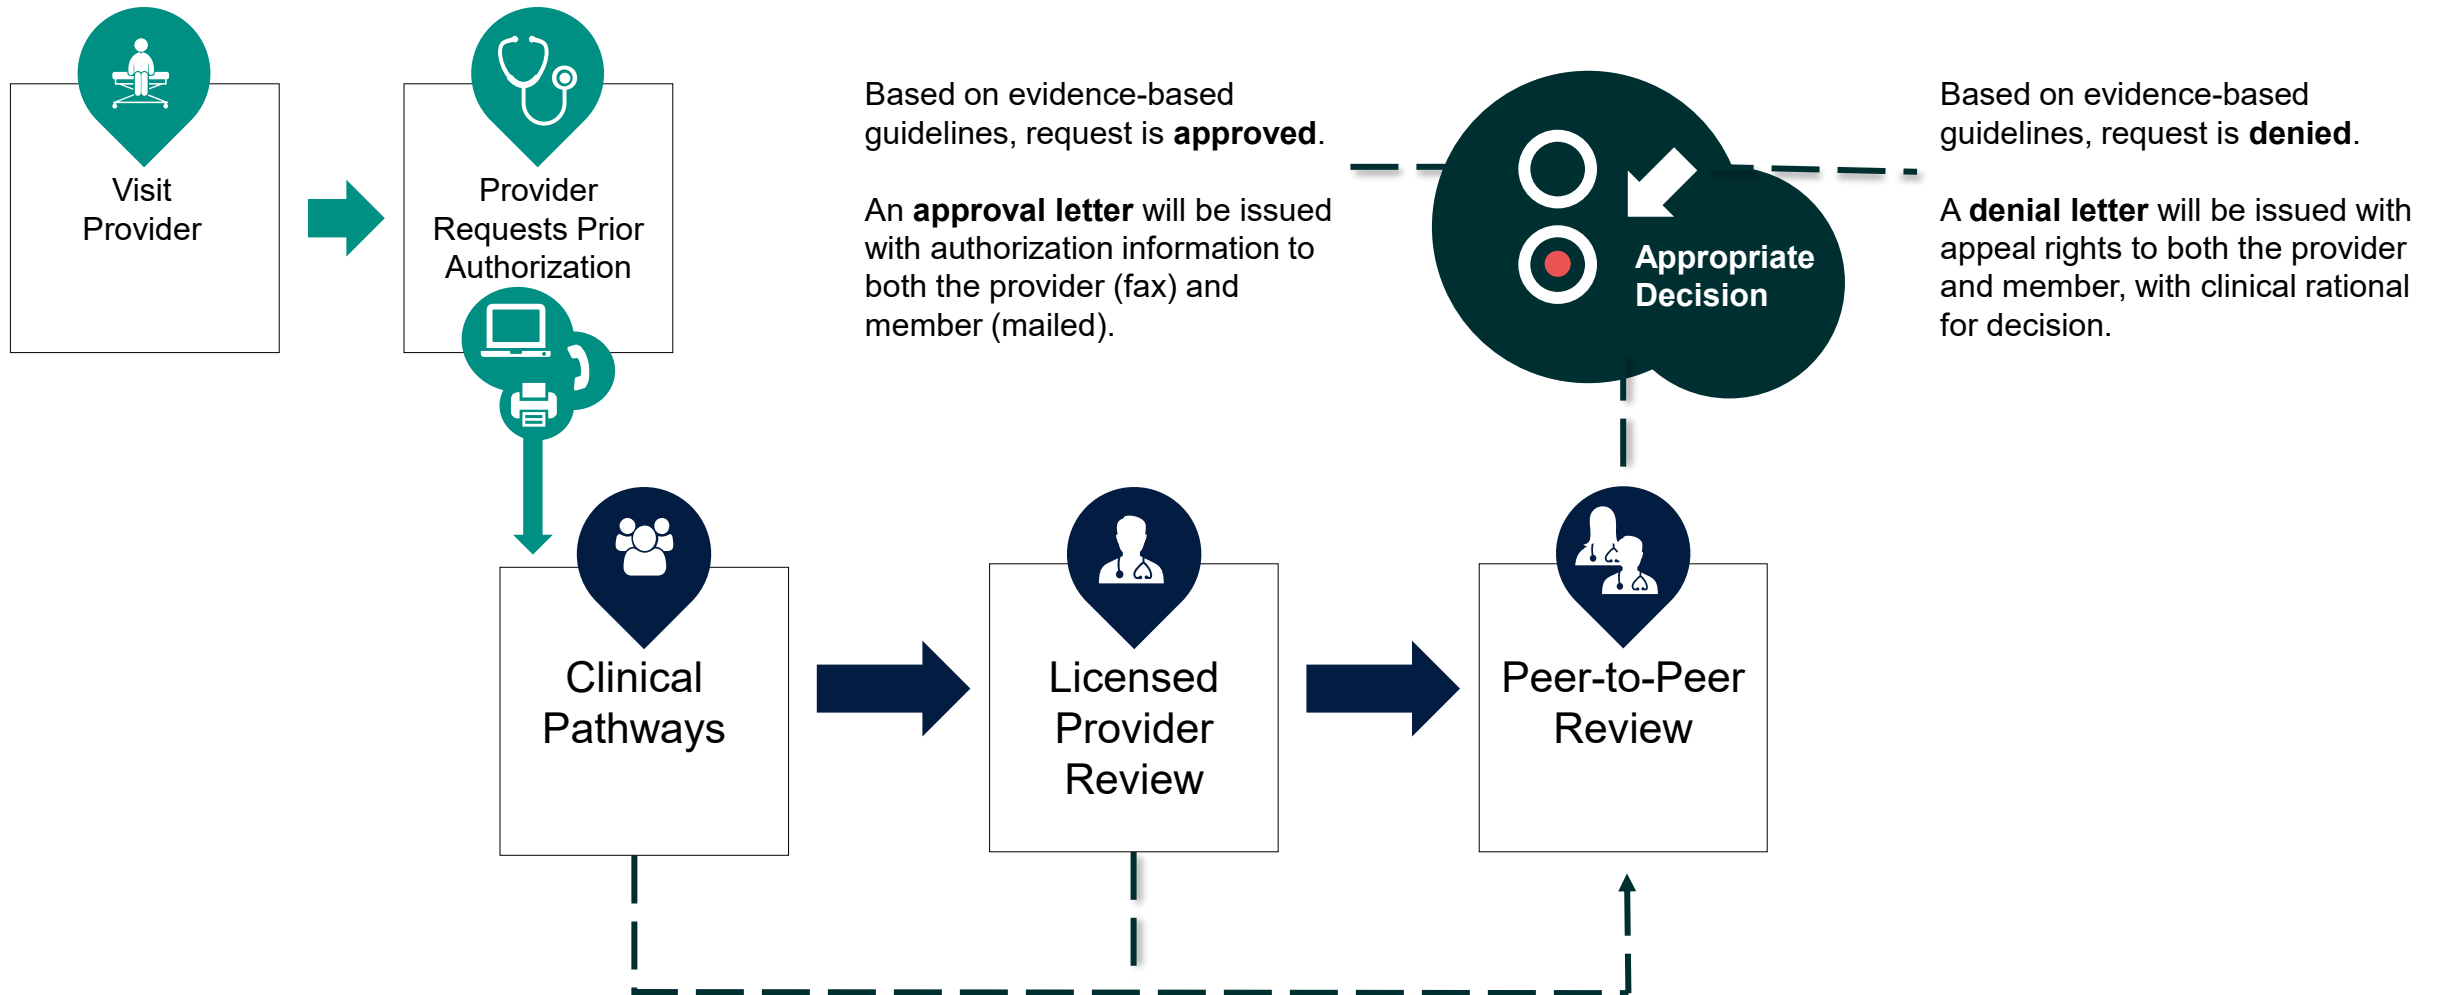 Visit
Provider
Provider
Requests Prior
Authorization
Based on evidence-based
guidelines, request is approved.
An approval letter will be issued
with authorization information to
both the provider (fax) and
member (mailed).
Appropriate
Decision
Based on evidence-based
guidelines, request is denied.
A denial letter will be issued with
appeal rights to both the provider
and member, with clinical rational
for decision.
Clinical
Pathways
Licensed
Provider
Review
Peer-to-Peer
Review